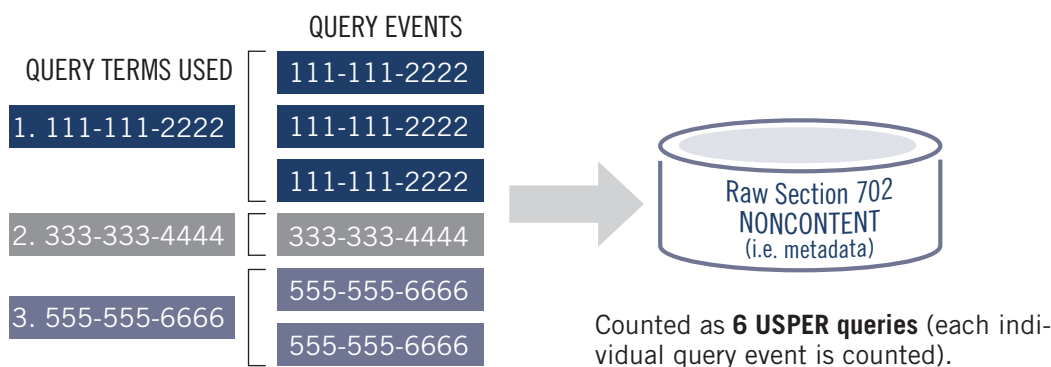 QUERY EVENTS
QUERY TERMS USED
111-111-2222
1. 111-111-2222
111-111-2222
111-111-2222
2. 333-333-4444
333-333-4444
3. 555-555-6666
555-555-6666
555-555-6666
Raw Section 702
NONCONTENT
(i.e. metadata)
Counted as 6 USPER queries (each indi-
vidual query event is counted).